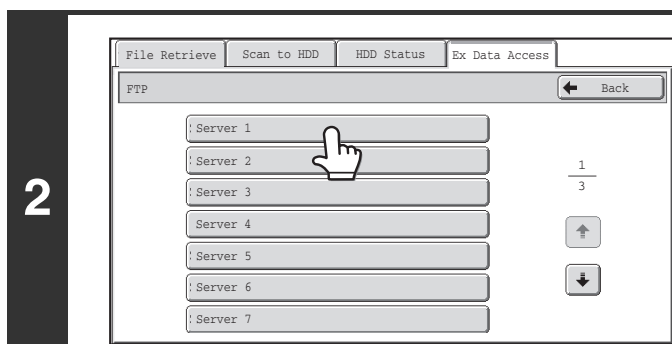 2
File Retrieve Scan to HDD HDD Status Ex Data Access
FTP Back
Server 1
Server 2
Server 3
Server 4
Server 5
Server 6
Server 7
1
3